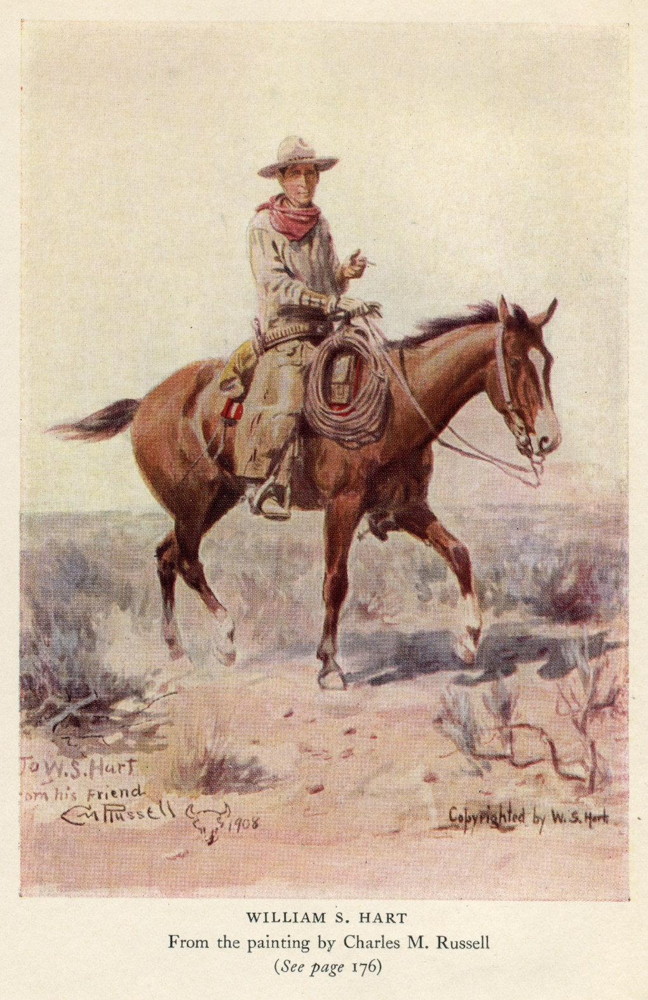 To W.S. Hart
om his Friend
CM Russell 1908
Copyrighted by W. S. Hart.
WILLIAM S. HART
From the painting by Charles M. Russell
(See page 176)